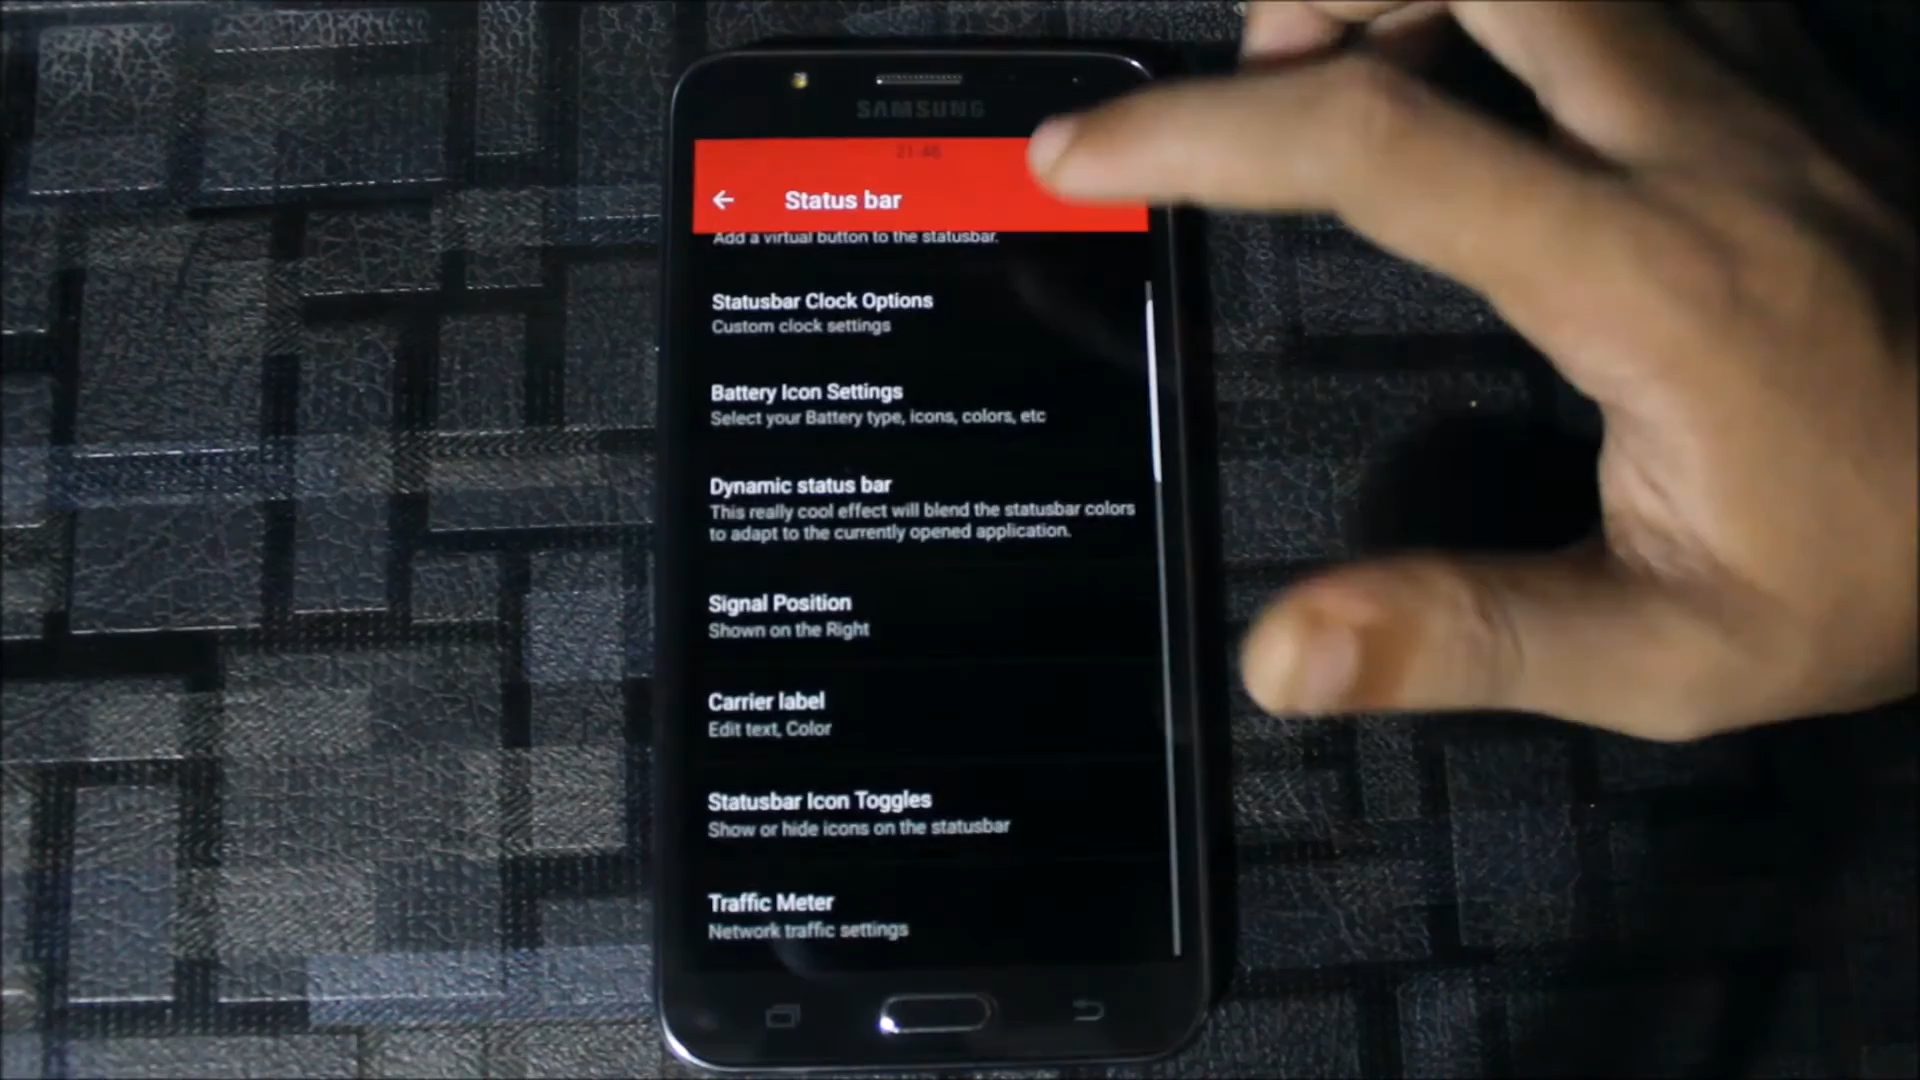 SAMSUNG
21:46
Status bar
Add a virtual button to the statusbar.
Statusbar Clock Options
Custom clock settings
Battery Icon Settings
Select your Battery type, icons, colors, etc
Dynamic status bar
This really cool effect will blend the statusbar colors
to adapt to the currently opened application.
Signal Position
Shown on the Right
Carrier label
Edit text, Color
Statusbar Icon Toggles
Show or hide icons on the statusbar
Traffic Meter
Network traffic settings